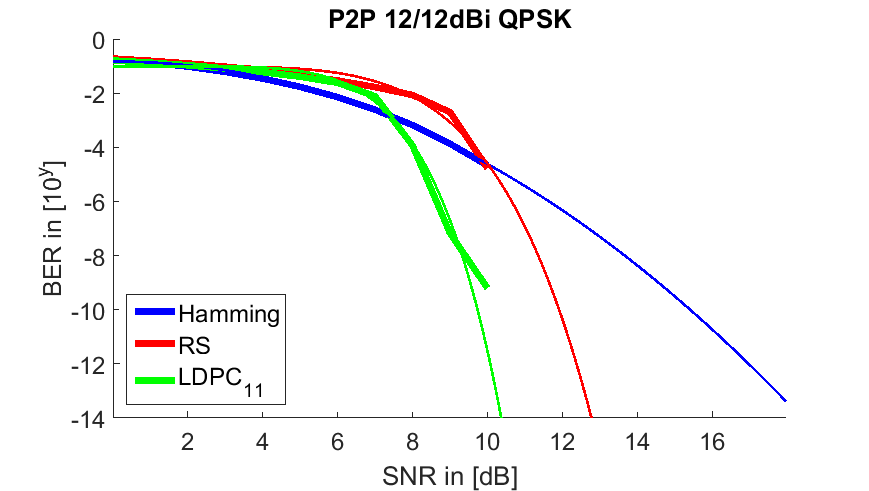 P2P 12/12dBi QPSK
0
-2
-4
-6
-8
-10
-12
-14
BER in [10^y]
Hamming
RS
LDPC_11
2 4 6 8 10 12 14 16
SNR in [dB]